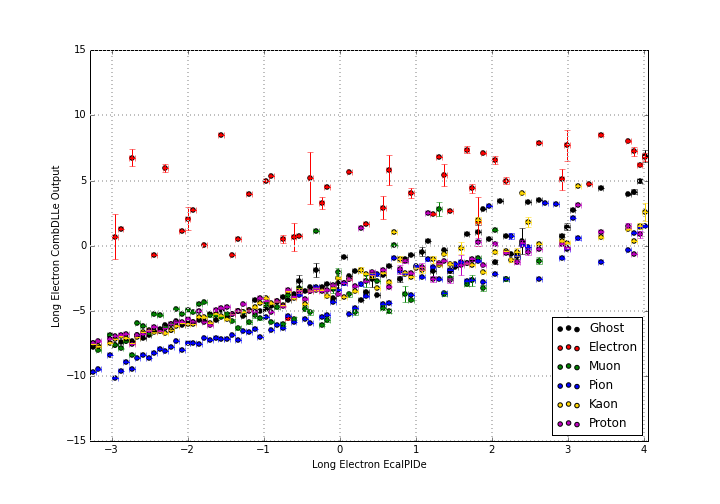 15
10
5
0
−5
−10
−15
Long Electron CombDLLe Output
Ghost
Electron
Muon
Pion
Kaon
Proton
−3 −2 −1 0 1 2 3 4
Long Electron EcalPIDe